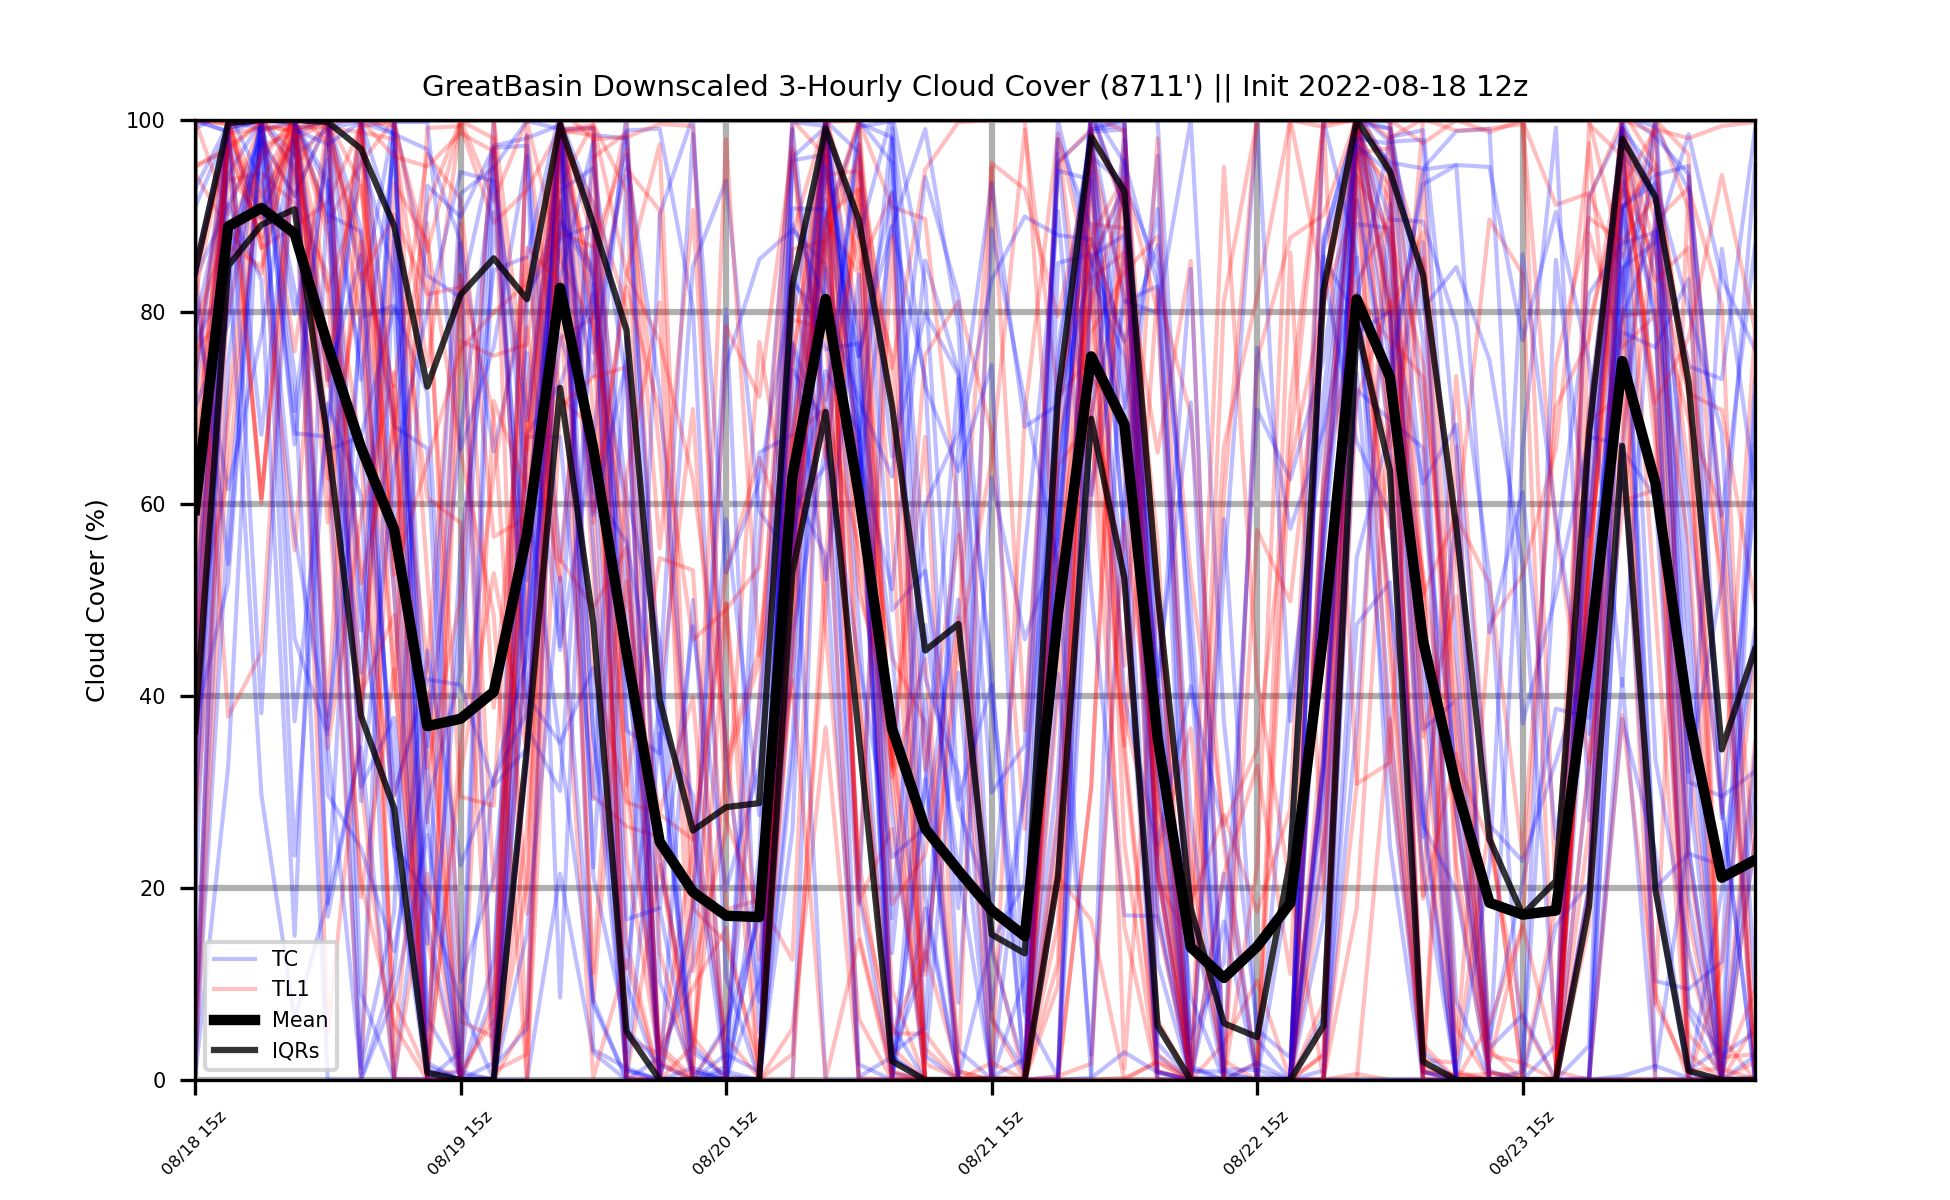 GreatBasin Downscaled 3-Hourly Cloud Cover (8711') || Init 2022-08-18 12z
Cloud Cover (%)
100
80
60
40
20
0
TC
TL1
Mean
IQRs
08/18 15z
08/19 15z
08/20 15z
08/21 15z
08/22 15z
08/23 15z